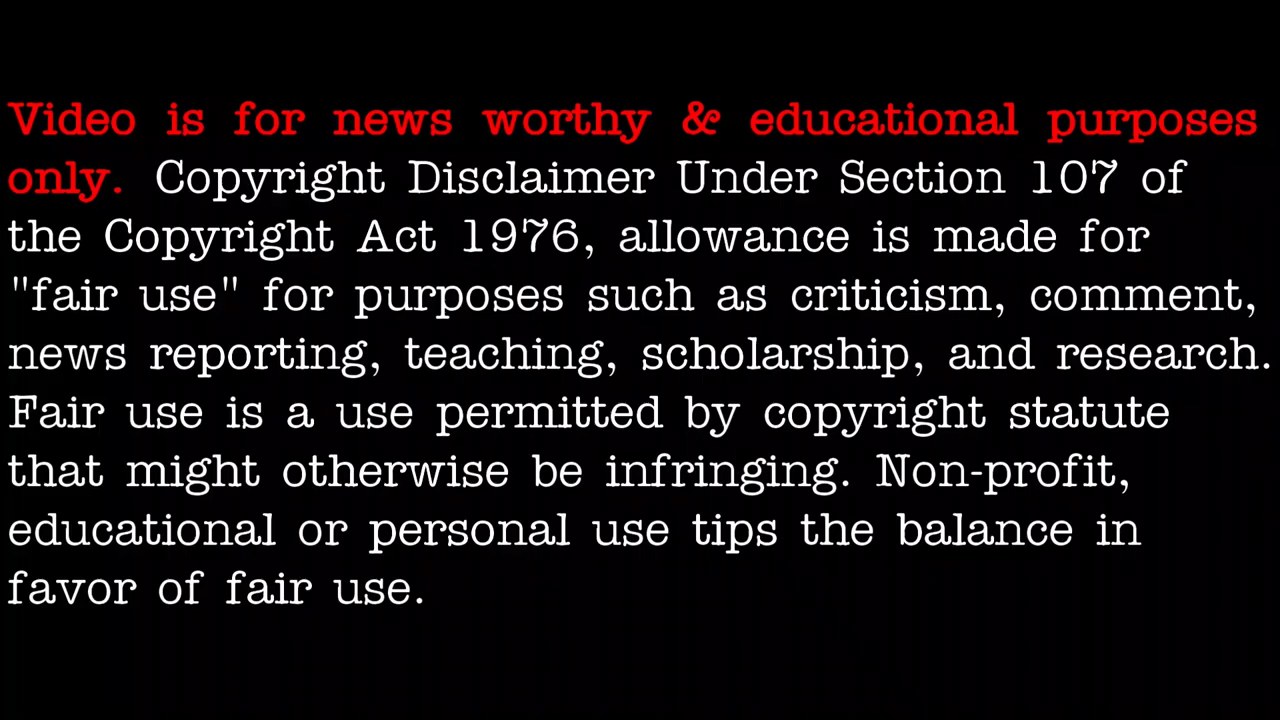 Video is for news worthy & educational purposes
only. Copyright Disclaimer Under Section 107 of
the Copyright Act 1976, allowance is made for
"fair use" for purposes such as criticism, comment,
news reporting, teaching, scholarship, and research.
Fair use is a use permitted by copyright statute
that might otherwise be infringing. Non-profit,
educational or personal use tips the balance in
favor of fair use.